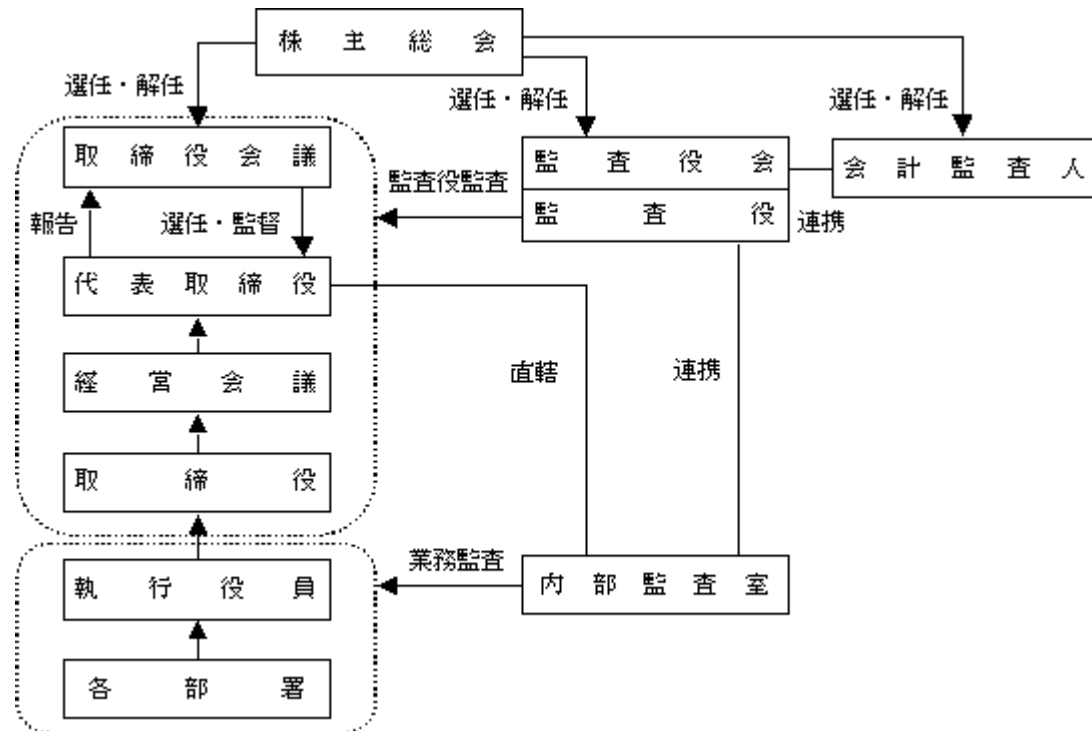 株主総会
選任・解任
選任・解任
選任・解任
取締役会議
監査役会
会計監査人
監査役監査
監査役
連携
報告
選任・監督
代表取締役
経営会議
直轄
連携
取締役
業務監査
執行役員
内部監査室
各部署